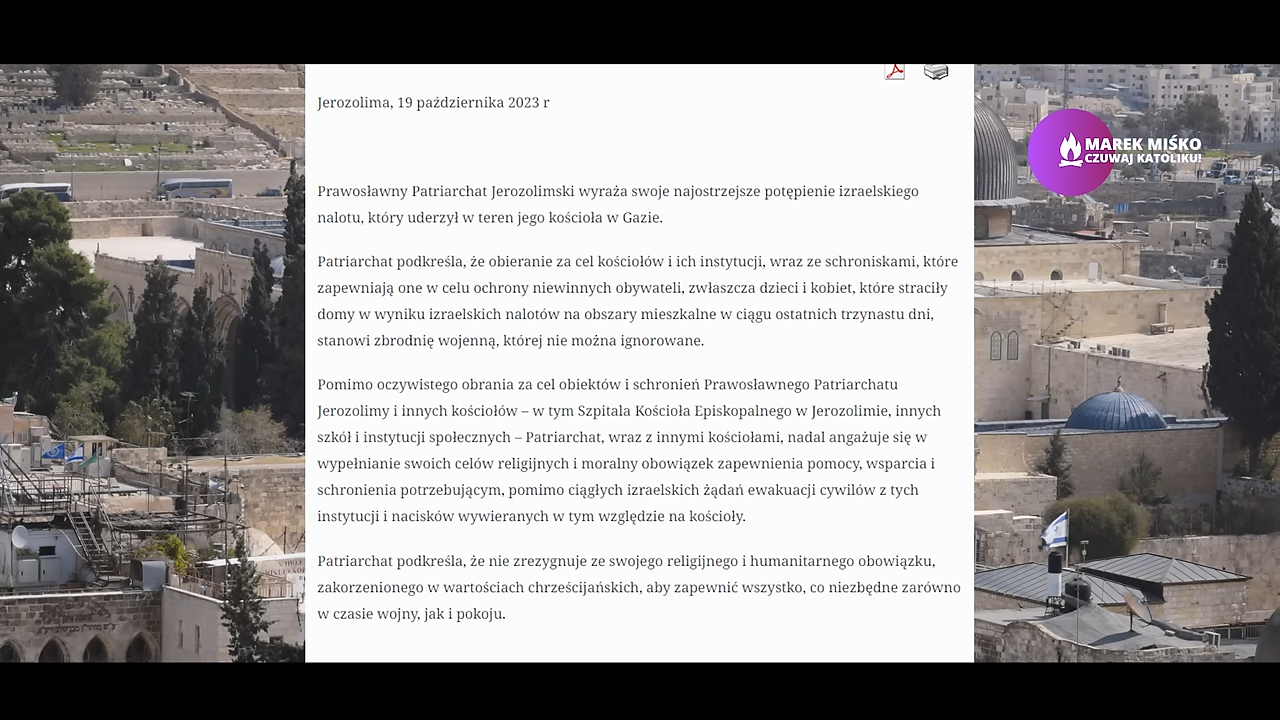 Jerozolima, 19 października 2023 r
MAREK MIŚKO
CZUWAJ KATOLIKU!
Prawosławny Patriarchat Jerozolimski wyraża swoje najostrzejsze potępienie izraelskiego
nalotu, który uderzył w teren jego kościoła w Gazie.
Patriarchat podkreśla, że obieranie za cel kościołów i ich instytucji, wraz ze schroniskami, które
zapewniają one w celu ochrony niewinnych obywateli, zwłaszcza dzieci i kobiet, które straciły
domy w wyniku izraelskich nalotów na obszary mieszkalne w ciągu ostatnich trzynastu dni,
stanowi zbrodnię wojenną, której nie można ignorowane.
Pomimo oczywistego obrania za cel obiektów i schronień Prawosławnego Patriarchatu
Jerozolimy i innych kościołów – w tym Szpitala Kościoła Episkopalnego w Jerozolimie, innych
szkół i instytucji społecznych – Patriarchat, wraz z innymi kościołami, nadal angażuje się w
wypełnianie swoich celów religijnych i moralny obowiązek zapewnienia pomocy, wsparcia i
schronienia potrzebującym, pomimo ciągłych izraelskich żądań ewakuacji cywilów z tych
instytucji i nacisków wywieranych w tym względzie na kościoły.
Patriarchat podkreśla, że nie zrezygnuje ze swojego religijnego i humanitarnego obowiązku,
zakorzenionego w wartościach chrześcijańskich, aby zapewnić wszystko, co niezbędne zarówno
w czasie wojny, jak i pokoju.